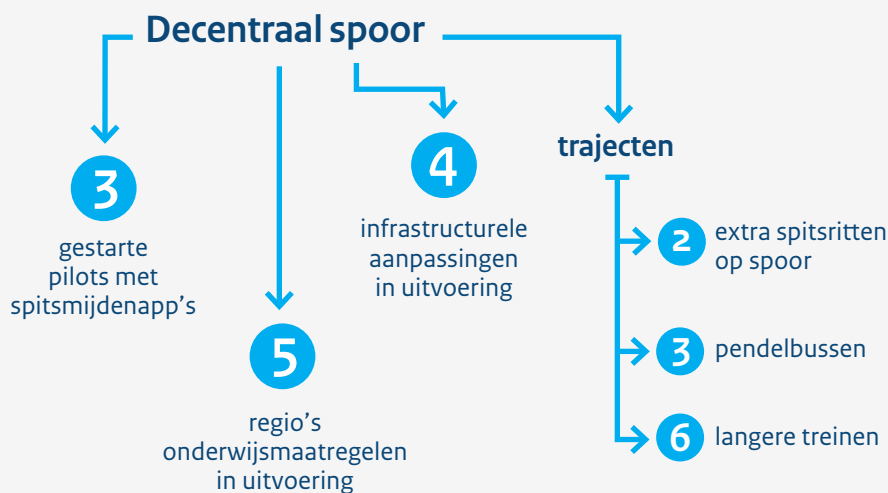 Decentraal spoor
3
gestarte
pilots met
spitsmijdenapp's
5
regio's
onderwijsmaatregelen
in uitvoering
4
infrastructurele
aanpassingen
in uitvoering
trajecten
2
extra spitsritten
op spoor
3
pendelbussen
6
langere treinen